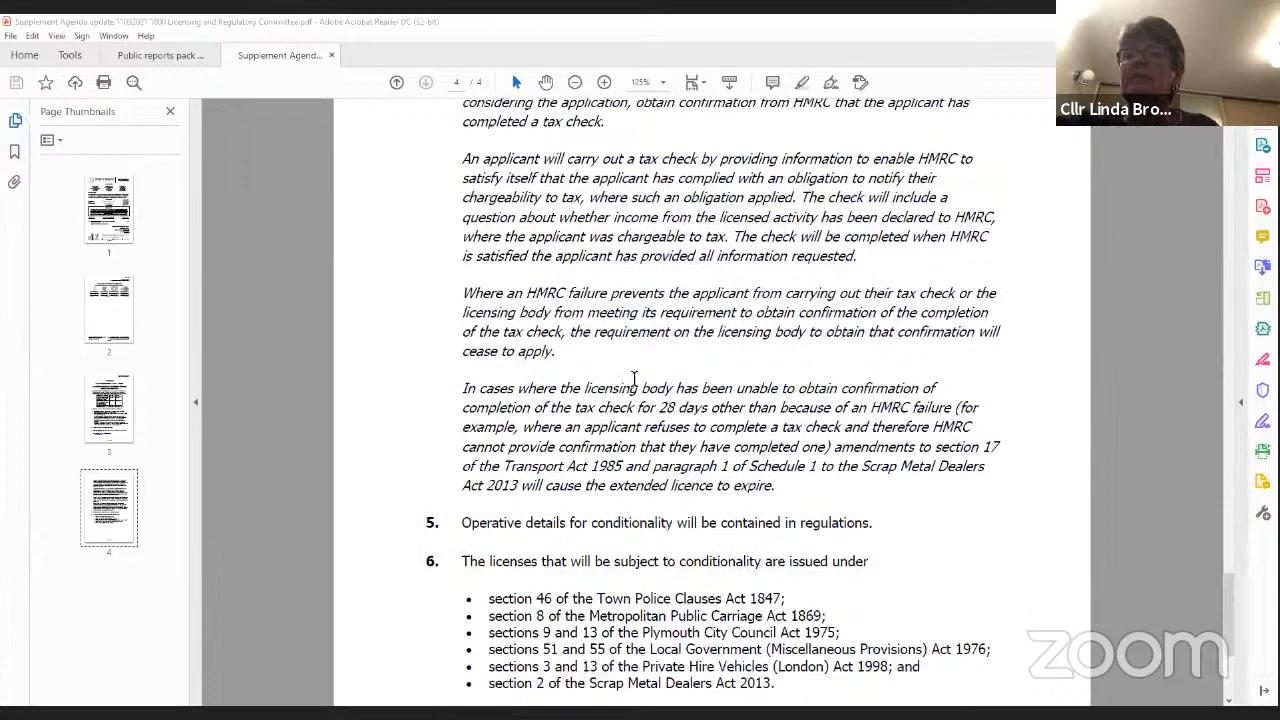 Supplement Agenda update 11032021 1800 Licensing and Regulatory Committee.pdf - Adobe Acrobat Reader DC (32-bit)
File Edit View Sign Window Help
Home Tools Public reports pack ... Supplement Agend... ×
4 / 4 125%
Cllr Linda Bro...
Page Thumbnails
1
2
3
4
considering the application, obtain confirmation from HMRC that the applicant has
completed a tax check.
An applicant will carry out a tax check by providing information to enable HMRC to
satisfy itself that the applicant has complied with an obligation to notify their
chargeability to tax, where such an obligation applied. The check will include a
question about whether income from the licensed activity has been declared to HMRC,
where the applicant was chargeable to tax. The check will be completed when HMRC
is satisfied the applicant has provided all information requested.
Where an HMRC failure prevents the applicant from carrying out their tax check or the
licensing body from meeting its requirement to obtain confirmation of the completion
of the tax check, the requirement on the licensing body to obtain that confirmation will
cease to apply.
In cases where the licensing body has been unable to obtain confirmation of
completion of the tax check for 28 days other than because of an HMRC failure (for
example, where an applicant refuses to complete a tax check and therefore HMRC
cannot provide confirmation that they have completed one) amendments to section 17
of the Transport Act 1985 and paragraph 1 of Schedule 1 to the Scrap Metal Dealers
Act 2013 will cause the extended licence to expire.
5. Operative details for conditionality will be contained in regulations.
6. The licenses that will be subject to conditionality are issued under
• section 46 of the Town Police Clauses Act 1847;
• section 8 of the Metropolitan Public Carriage Act 1869;
• sections 9 and 13 of the Plymouth City Council Act 1975;
• sections 51 and 55 of the Local Government (Miscellaneous Provisions) Act 1976;
• sections 3 and 13 of the Private Hire Vehicles (London) Act 1998; and
• section 2 of the Scrap Metal Dealers Act 2013.
zoom